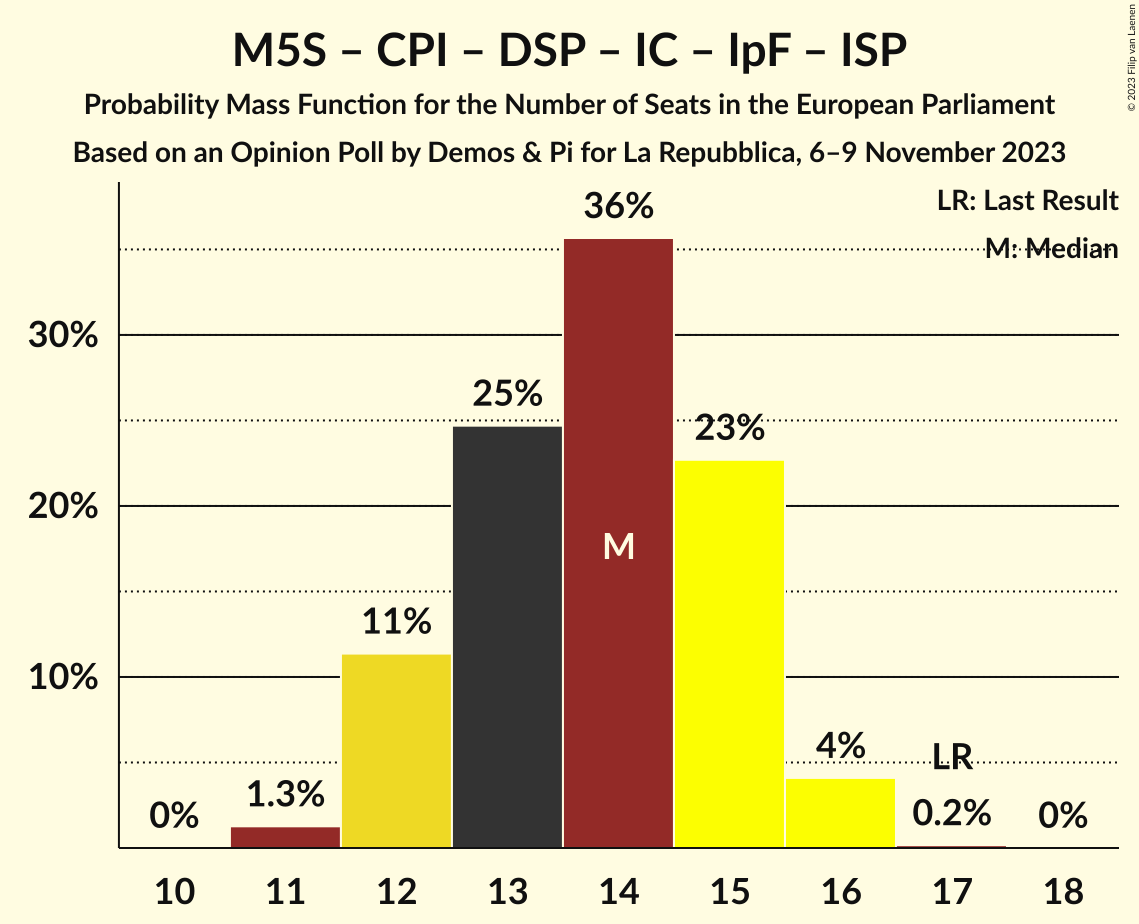 M5S – CPI – DSP – IC – IpF – ISP
Probability Mass Function for the Number of Seats in the European Parliament
Based on an Opinion Poll by Demos & Pi for La Repubblica, 6–9 November 2023
© 2023 Filip van Laenen
LR: Last Result
M: Median
36%
30%
25%
23%
20%
M
11%
10%
4%
LR
1.3%
0%
0.2%
0%
10 11 12 13 14 15 16 17 18